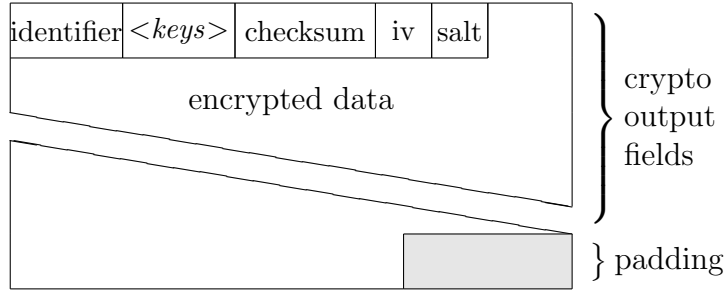 identifier <keys> checksum iv salt
encrypted data
crypto
output
fields
padding